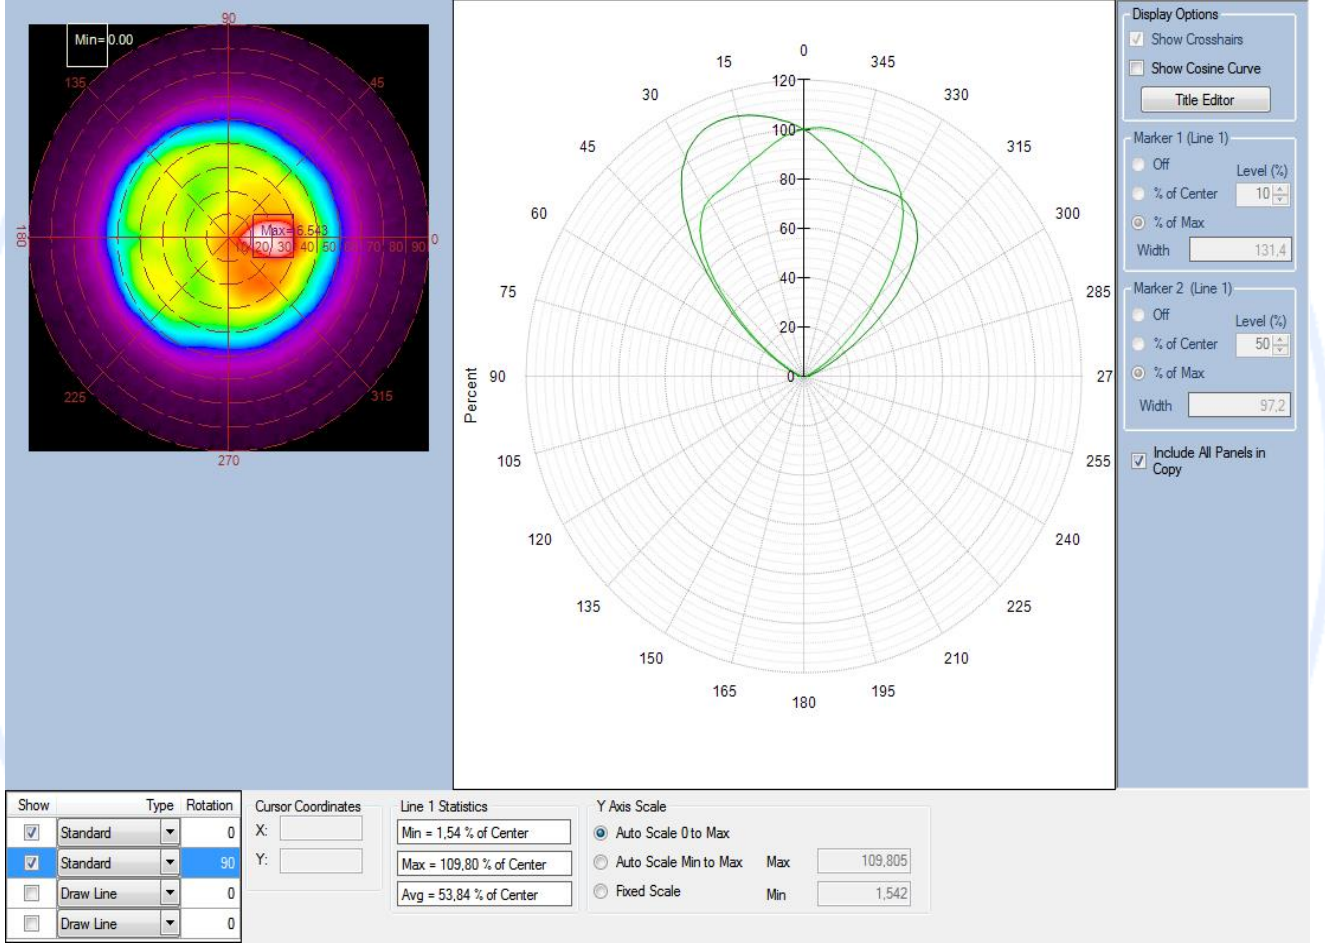 90
Min= 0.00
135
45
180
Max= 6.543
0
10 20 30 40 50 60 70 80 90
225
315
270
0
15
345
30
330
45
315
60
300
75
285
90
27
105
255
120
240
135
225
150
210
165
195
180
120
100
80
60
40
20
0
Percent
Display Options
Show Crosshairs
Show Cosine Curve
Title Editor
Marker 1 (Line 1)
Off
Level (%)
% of Center
10
% of Max
Width
131,4
Marker 2 (Line 1)
Off
Level (%)
% of Center
50
% of Max
Width
97,2
Include All Panels in
Copy
Show Type Rotation
Standard 0
Standard 90
Draw Line 0
Draw Line 0
Cursor Coordinates
X:
Y:
Line 1 Statistics
Min = 1,54 % of Center
Max = 109,80 % of Center
Avg = 53,84 % of Center
Y Axis Scale
Auto Scale 0 to Max
Auto Scale Min to Max
Max 109,805
Fixed Scale
Min 1,542